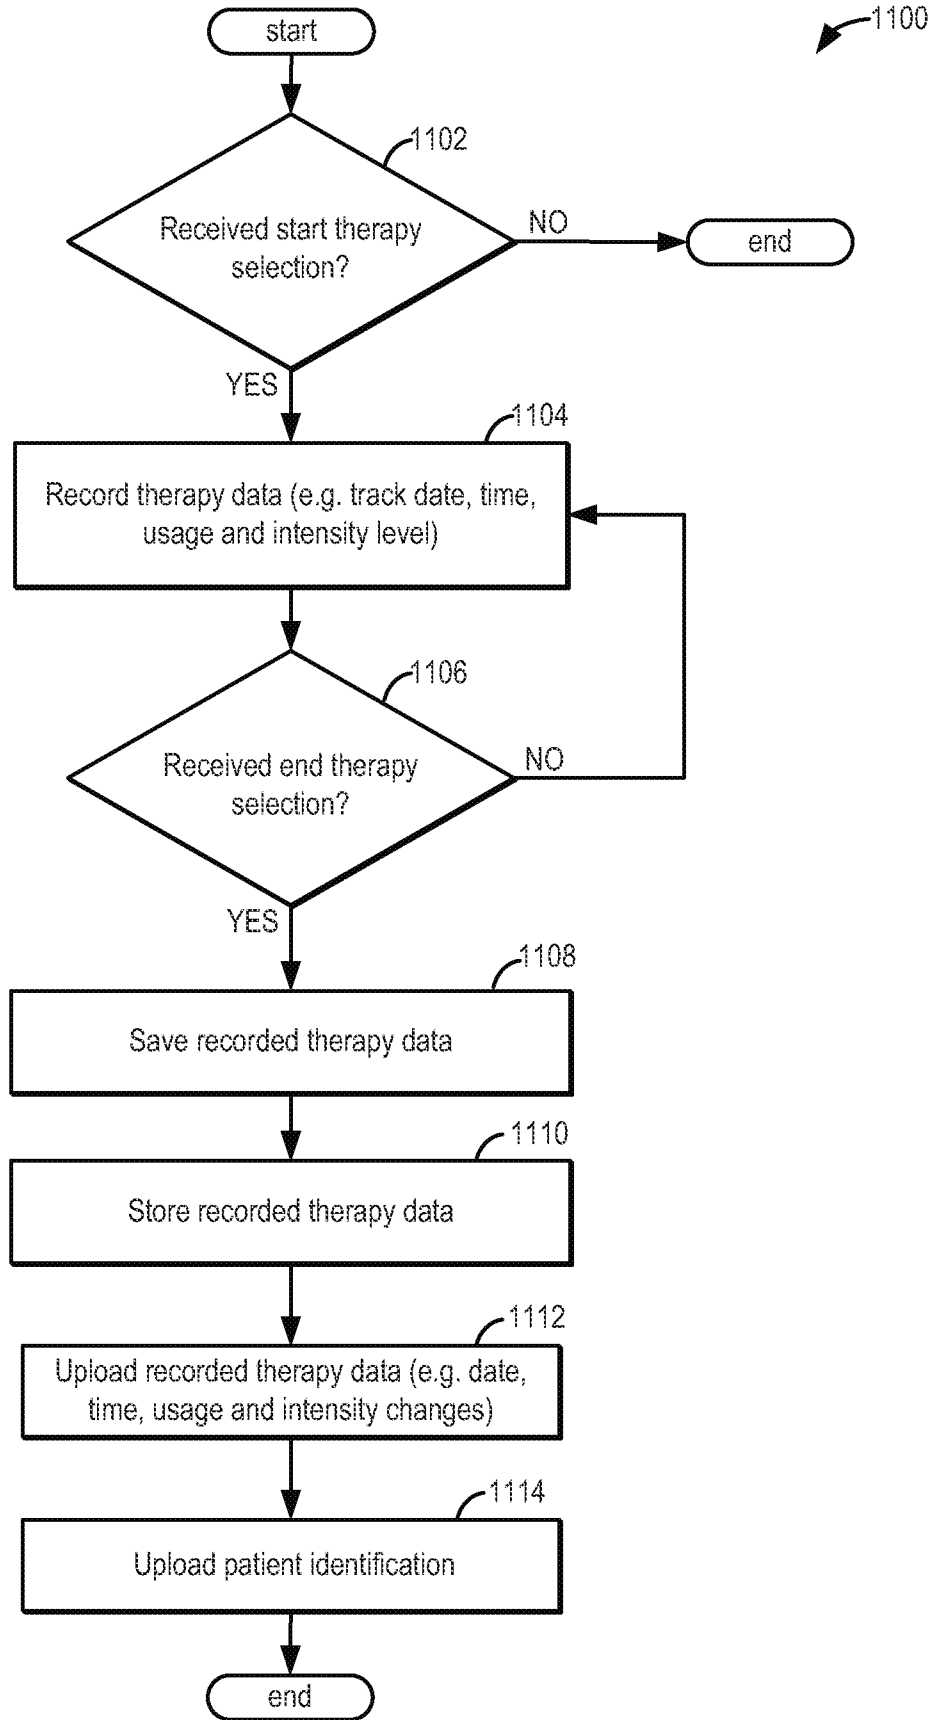 start
1100
1102
Received start therapy
selection?
NO
end
YES
1104
Record therapy data (e.g. track date, time,
usage and intensity level)
1106
Received end therapy
selection?
NO
YES
1108
Save recorded therapy data
1110
Store recorded therapy data
1112
Upload recorded therapy data (e.g. date,
time, usage and intensity changes)
1114
Upload patient identification
end